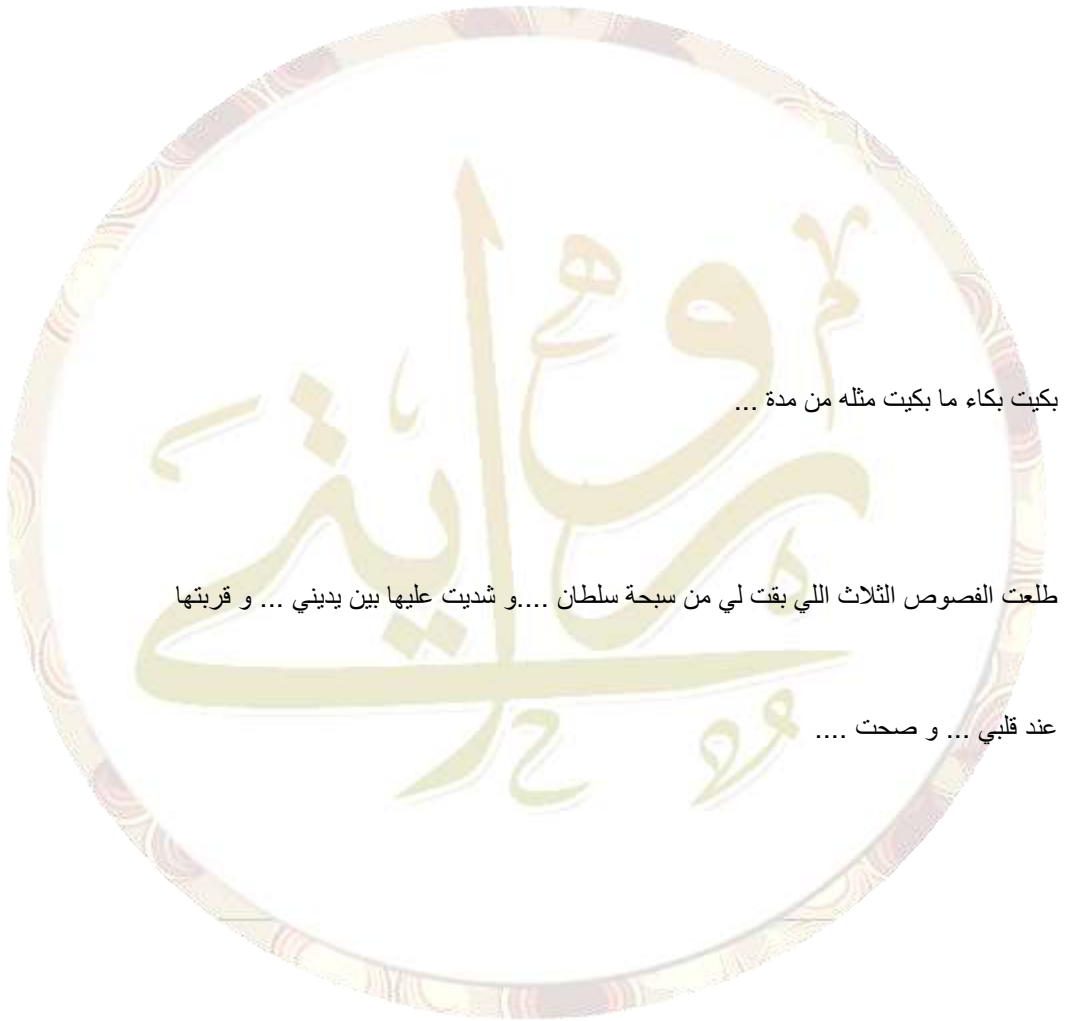 بكيت بكاء ما بكيت مثله من مدة ...
طلعت الفصوص الثلاث اللي بقت لي من سبحة سلطان ....و شديت عليها بين يديني ... و قربتها
عند قلبي ... و صحت ....
روايتي